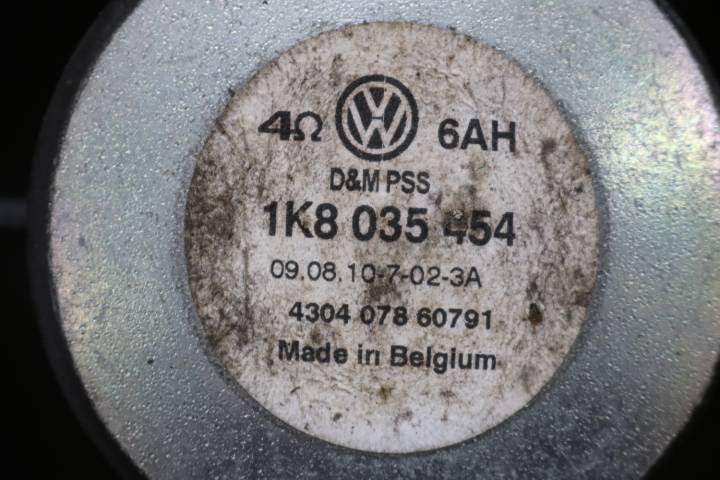 4Ω 6AH
D&M PSS
1K8 035 454
09.08.10-7-02-3A
4304 078 60791
Made in Belgium